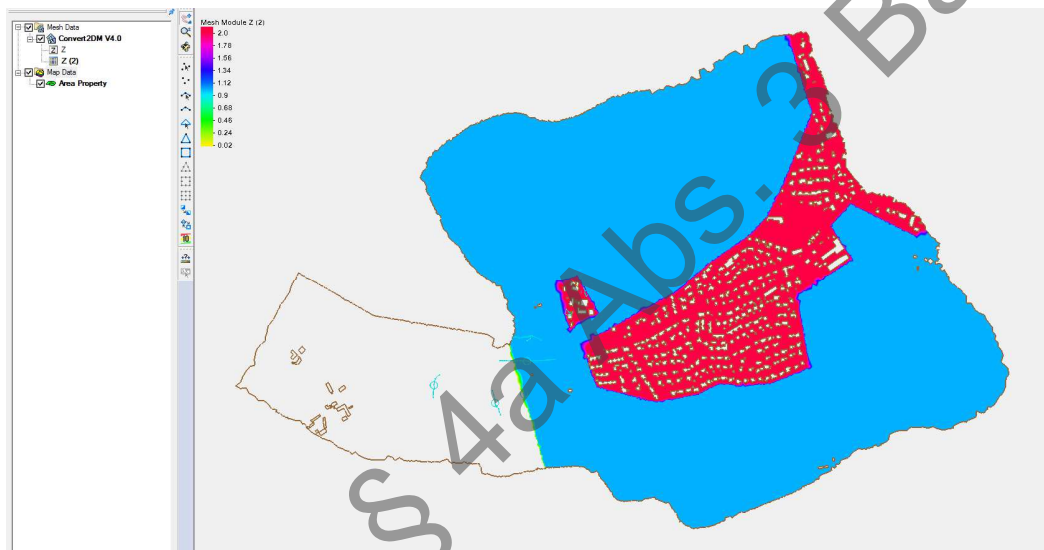 Mesh Data
Convert2DM V4.0
Z
Z (2)
Map Data
Area Property
Mesh Module Z (2)
2.0
1.78
1.56
1.34
1.12
0.9
0.68
0.46
0.24
0.02
§ 4a Abs. 3 Ba